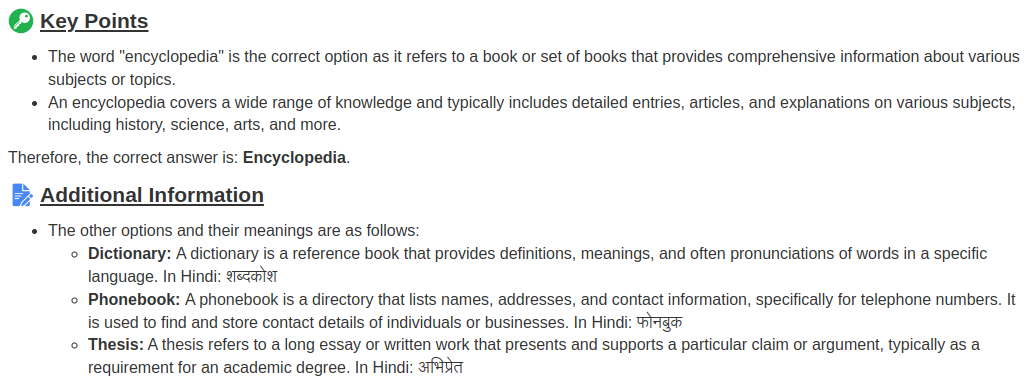 Key Points
The word "encyclopedia" is the correct option as it refers to a book or set of books that provides comprehensive information about various
subjects or topics.
An encyclopedia covers a wide range of knowledge and typically includes detailed entries, articles, and explanations on various subjects,
including history, science, arts, and more.
Therefore, the correct answer is: Encyclopedia.
Additional Information
The other options and their meanings are as follows:
Dictionary: A dictionary is a reference book that provides definitions, meanings, and often pronunciations of words in a specific
language. In Hindi: शब्दकोश
Phonebook: A phonebook is a directory that lists names, addresses, and contact information, specifically for telephone numbers. It
is used to find and store contact details of individuals or businesses. In Hindi: फोनबुक
Thesis: A thesis refers to a long essay or written work that presents and supports a particular claim or argument, typically as a
requirement for an academic degree. In Hindi: अभिप्रेत